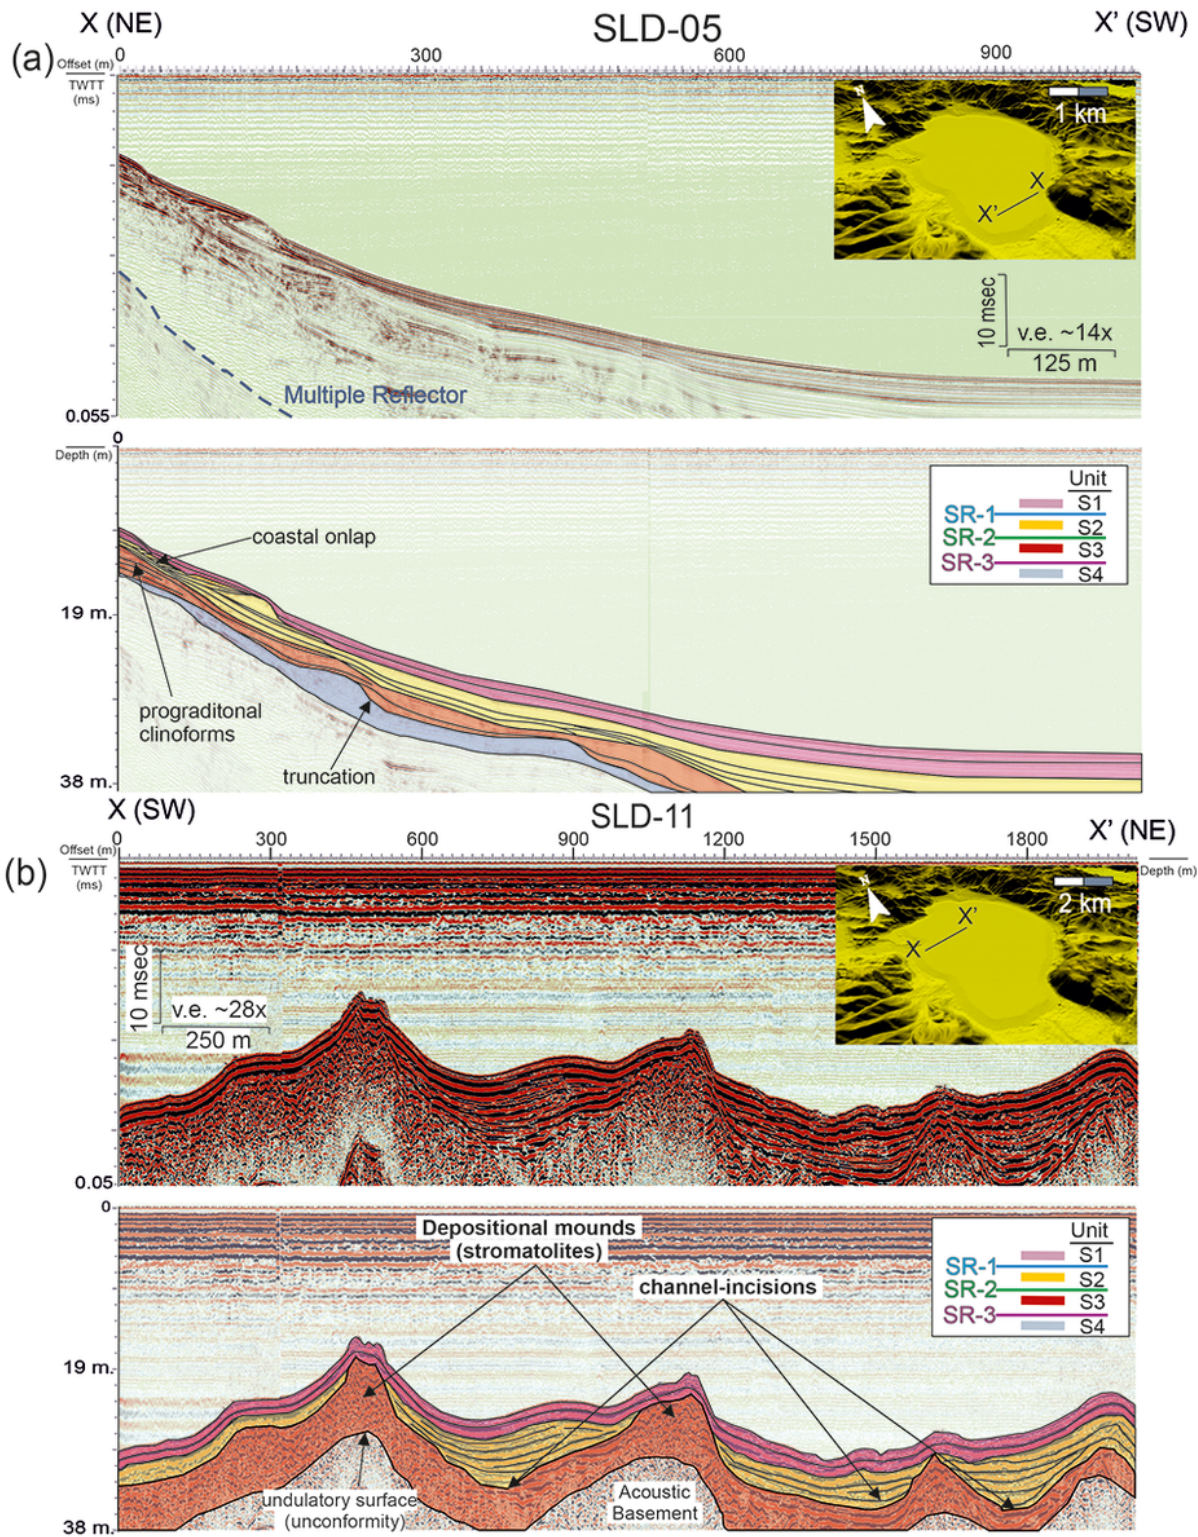 X (NE)
SLD-05
X' (SW)
(a)
Offset (m)
0
300
600
900
TWTT
(ms)
N
1 km
X
X'
10 msec
v.e. ~14x
125 m
Multiple Reflector
0.055
0
Depth (m)
Unit
S1
SR-1
S2
SR-2
S3
SR-3
S4
coastal onlap
19 m.
prograditonal
clinoforms
truncation
38 m.
X (SW)
SLD-11
X' (NE)
0
300
600
900
1200
1500
1800
Offset (m)
TWTT
(ms)
Depth (m)
(b)
N
2 km
X'
X
10 msec
v.e. ~28x
250 m
0.05
0
Depositional mounds
(stromatolites)
Unit
S1
SR-1
S2
SR-2
S3
SR-3
S4
channel-incisions
19 m.
undulatory surface
(unconformity)
Acoustic
Basement
38 m.